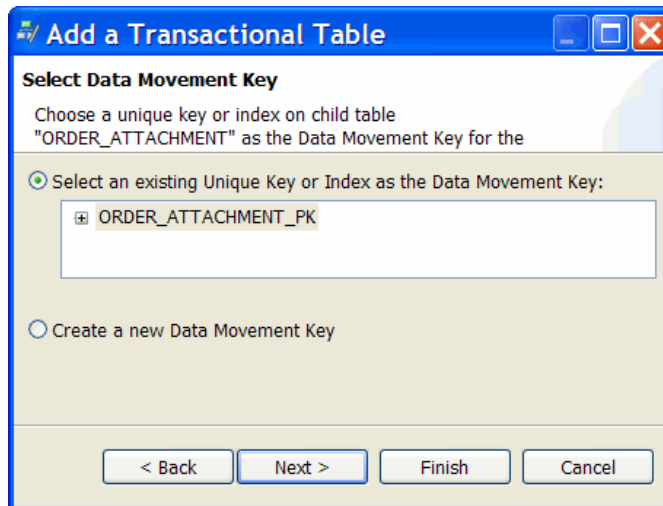 Add a Transactional Table
Select Data Movement Key
Choose a unique key or index on child table
"ORDER_ATTACHMENT" as the Data Movement Key for the
Select an existing Unique Key or Index as the Data Movement Key:
ORDER_ATTACHMENT_PK
Create a new Data Movement Key
< Back Next > Finish Cancel